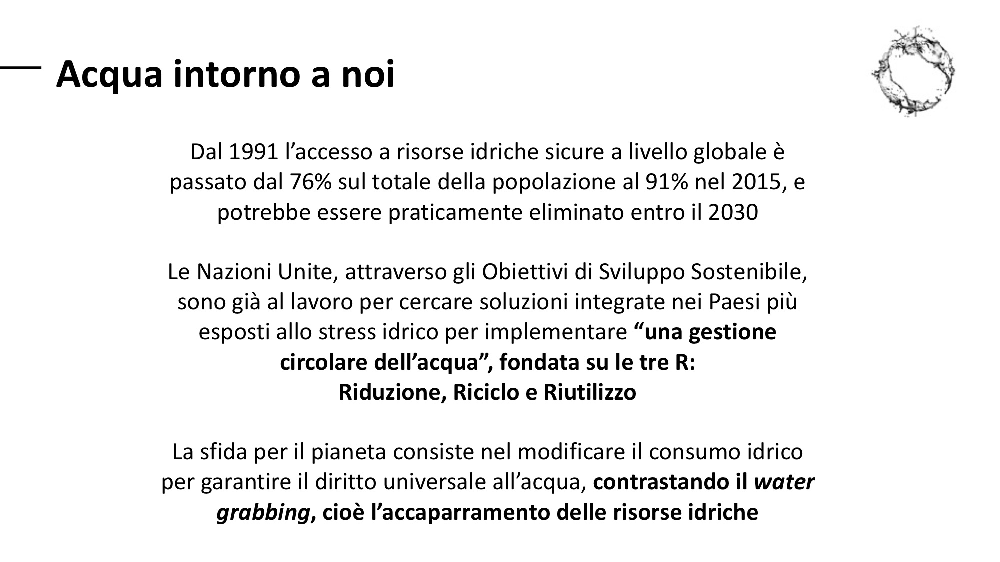 Acqua intorno a noi
Dal 1991 l’accesso a risorse idriche sicure a livello globale è
passato dal 76% sul totale della popolazione al 91% nel 2015, e
potrebbe essere praticamente eliminato entro il 2030
Le Nazioni Unite, attraverso gli Obiettivi di Sviluppo Sostenibile,
sono già al lavoro per cercare soluzioni integrate nei Paesi più
esposti allo stress idrico per implementare “una gestione
circolare dell’acqua”, fondata su le tre R:
Riduzione, Riciclo e Riutilizzo
La sfida per il pianeta consiste nel modificare il consumo idrico
per garantire il diritto universale all’acqua, contrastando il water
grabbing, cioè l’accaparramento delle risorse idriche